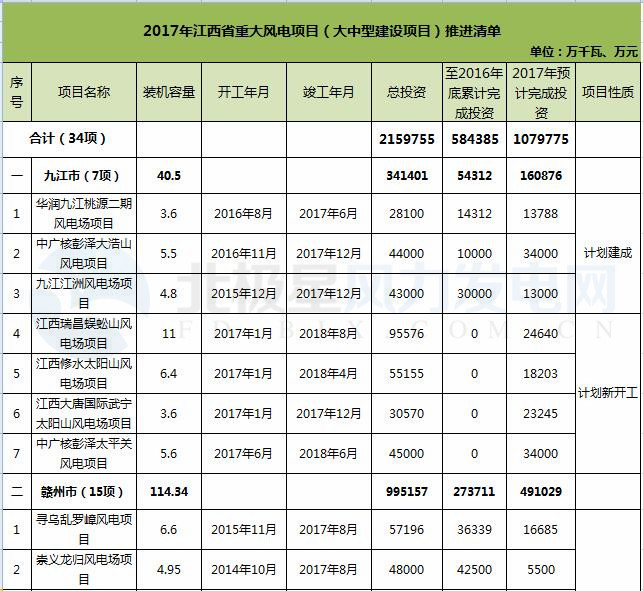 2017年江西省重大风电项目（大中型建设项目）推进清单
单位：万千瓦、万元
序号 项目名称 装机容量 开工年月 竣工年月 总投资 至2016年底累计完成投资 2017年预计完成投资 项目性质
合计（34项） 2159755 584385 1079775
一 九江市（7项） 40.5 341401 54312 160876
1 华润九江桃源二期风电场项目 3.6 2016年8月 2017年6月 28100 14312 13788 计划建成
2 中广核彭泽大浩山风电项目 5.5 2016年11月 2017年12月 44000 10000 34000
3 九江江洲风电场项目 4.8 2015年12月 2017年12月 43000 30000 13000
4 江西瑞昌蜈蚣山风电场项目 11 2017年1月 2018年8月 95576 0 24640 计划新开工
5 江西修水太阳山风电场项目 6.4 2017年1月 2018年4月 55155 0 18203
6 江西大唐国际武宁太阳山风电场项目 3.6 2017年1月 2017年12月 30570 0 23245
7 中广核彭泽太平关风电项目 5.6 2017年6月 2018年6月 45000 0 34000
二 赣州市（15项） 114.34 995157 273711 491029
1 寻乌乱罗嶂风电项目 6.6 2015年11月 2017年8月 57196 36339 16685
2 崇义龙归风电场项目 4.95 2014年10月 2017年8月 48000 42500 5500
北极星风力发电网
FD.BJX.COM.CN